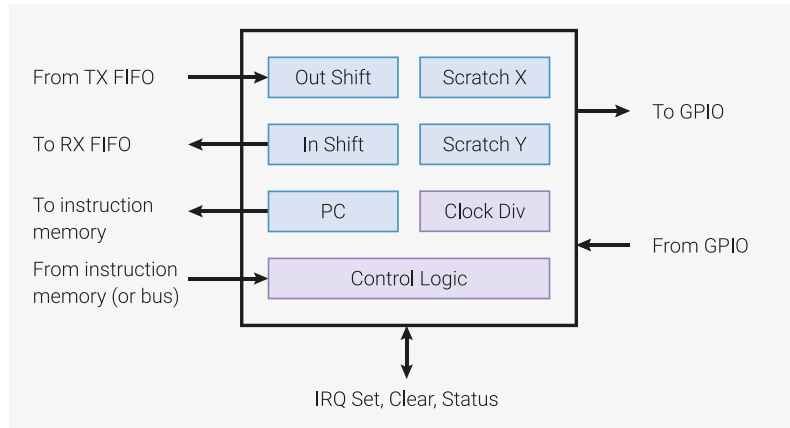 From TX FIFO
Out Shift
Scratch X
To GPIO
To RX FIFO
In Shift
Scratch Y
To instruction
memory
PC
Clock Div
From GPIO
From instruction
memory (or bus)
Control Logic
IRQ Set, Clear, Status